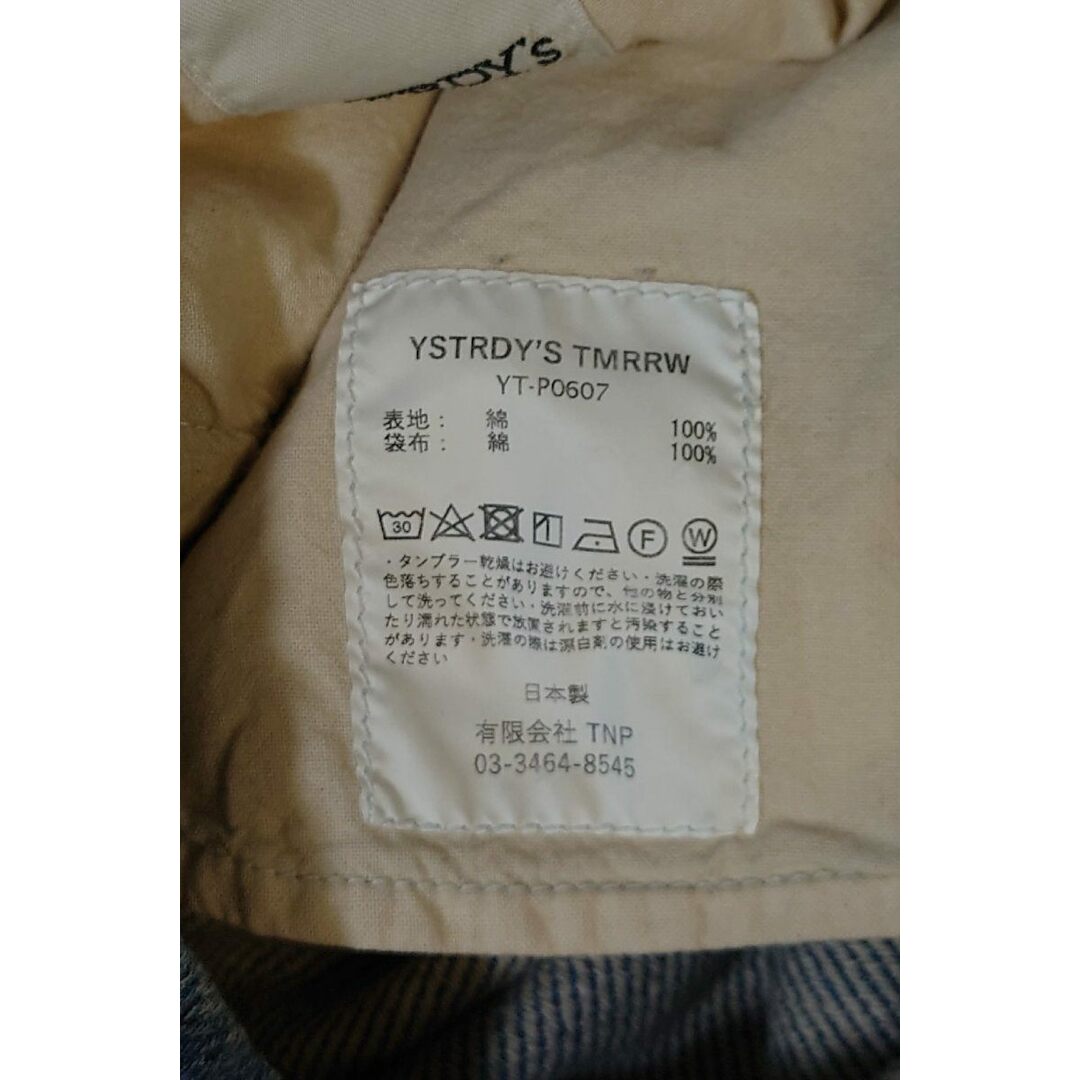 DY's
YSTRDY'S TMRRW
YT-P0607
表地： 綿 100%
袋布： 綿 100%
30 F W
・タンブラー乾燥はお避けください・洗濯の際
色落ちすることがありますので、他の物と分別
して洗ってください・洗濯前に水に浸けておい
たり濡れた状態で放置されますと汚染すること
があります・洗濯の際は漂白剤の使用はお避け
ください
日本製
有限会社 TNP
03-3464-8545